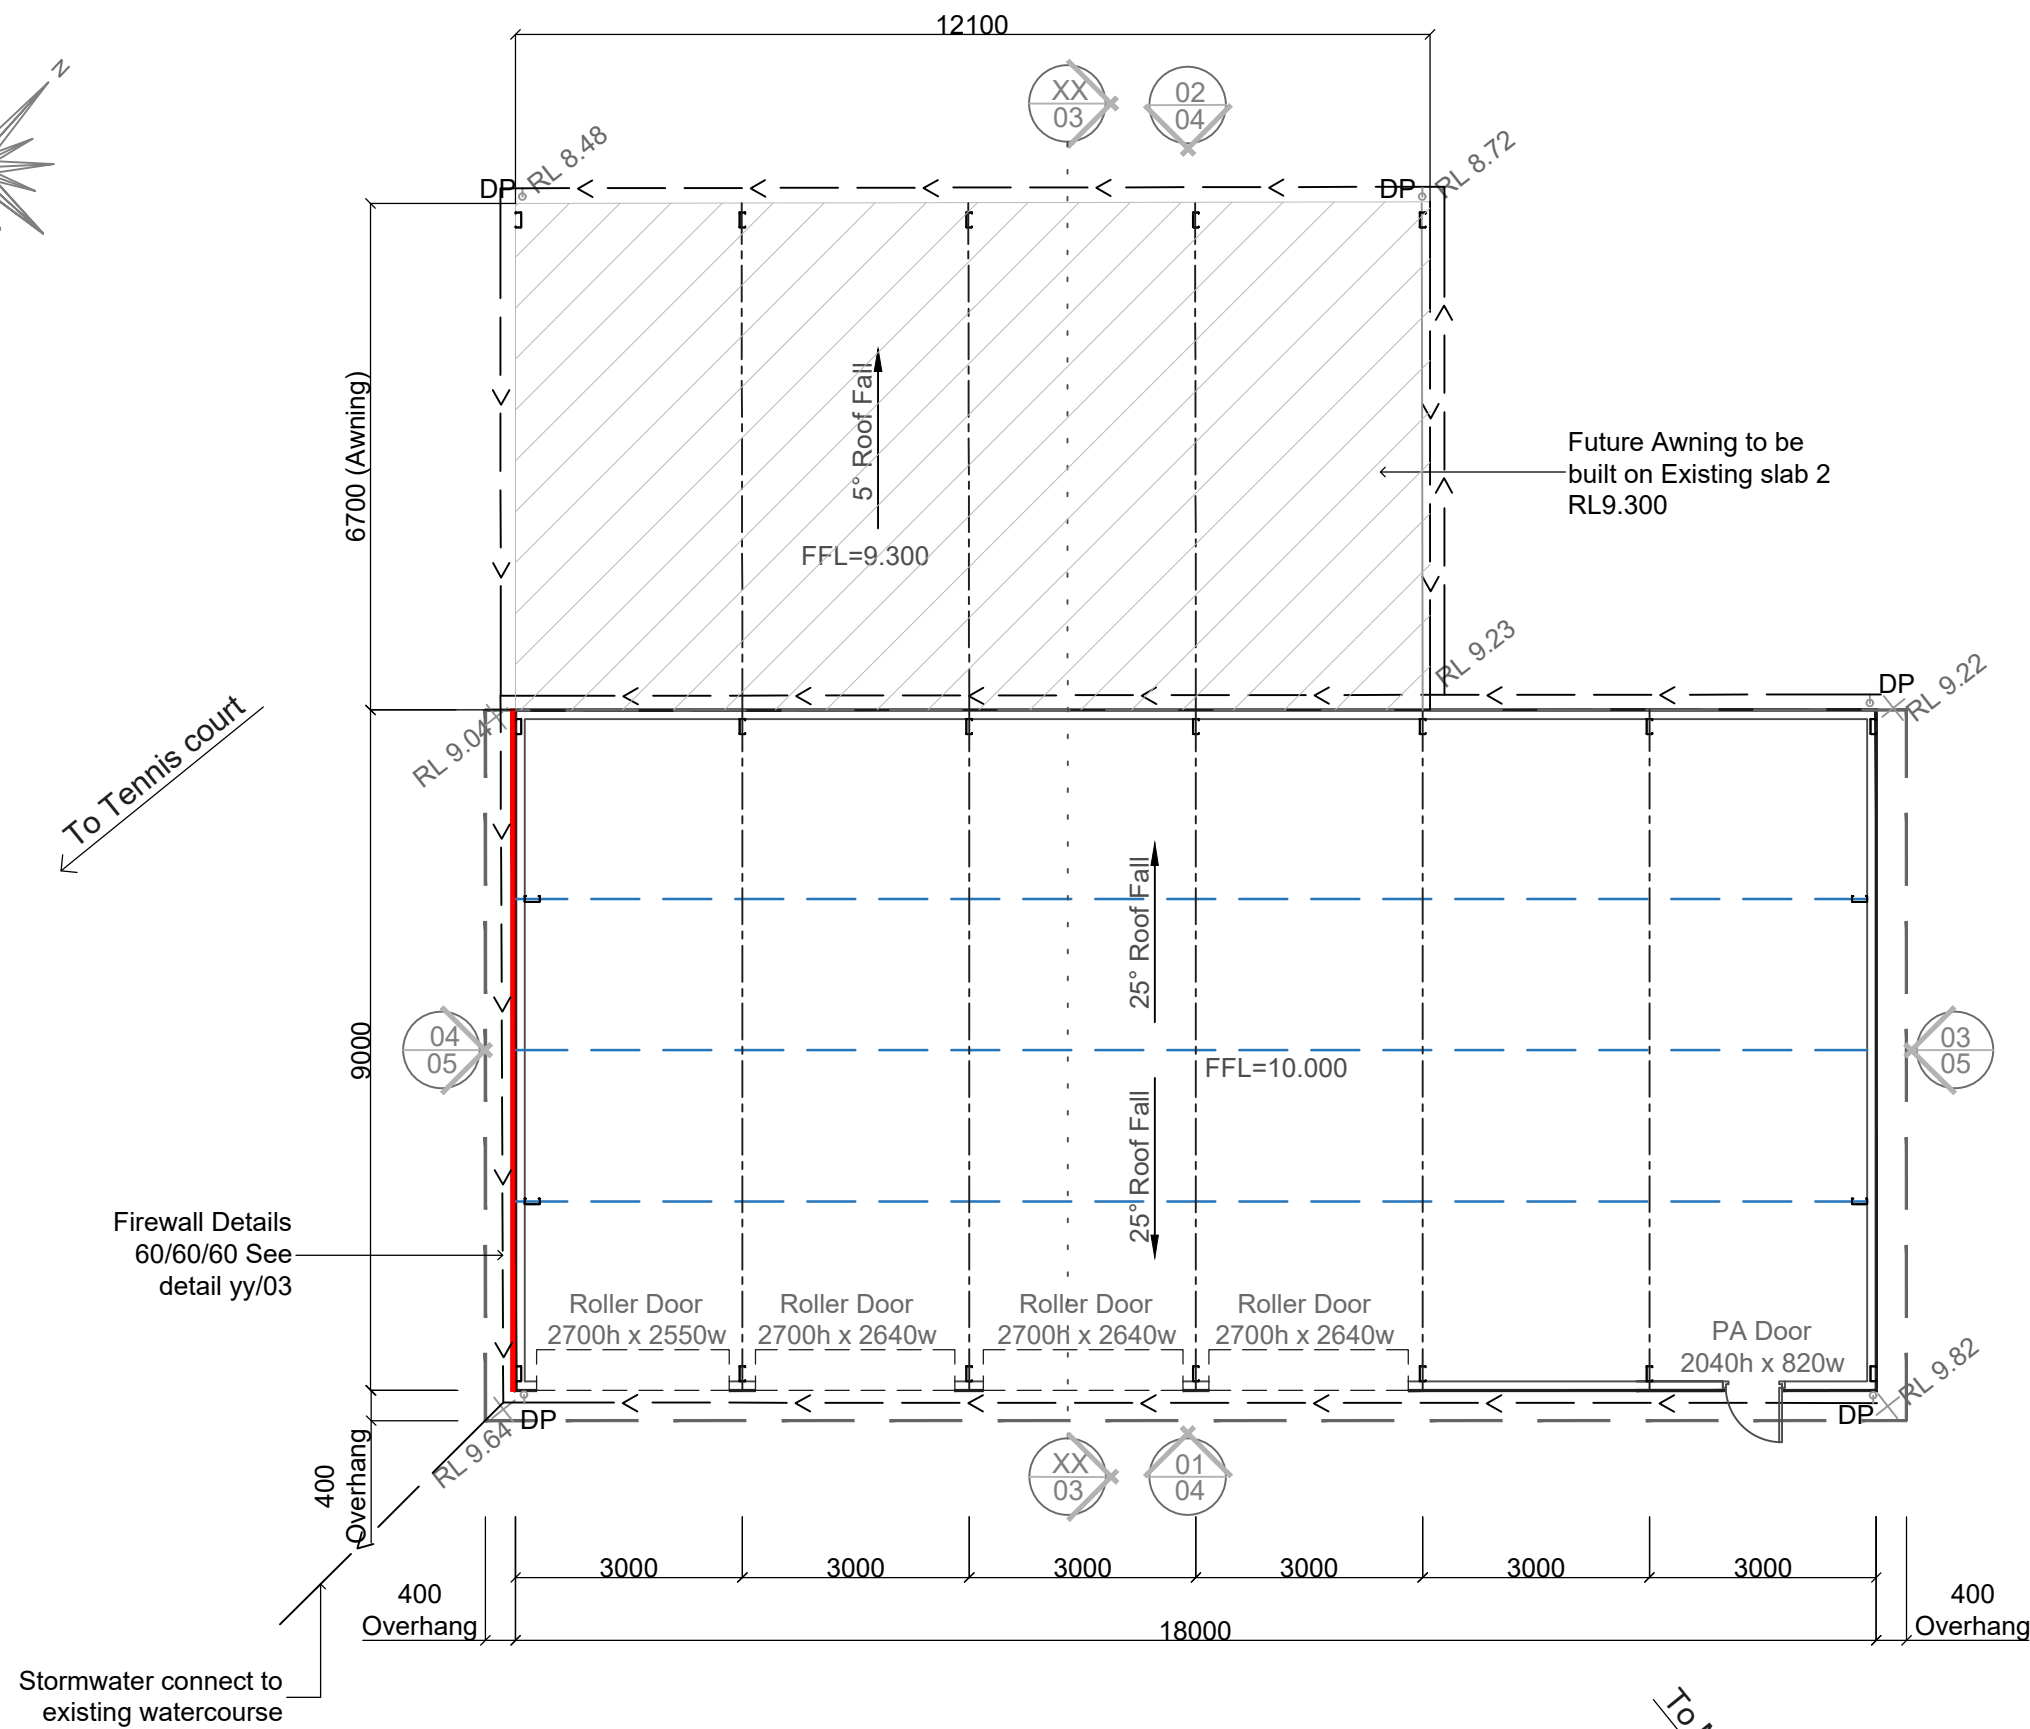 12100
N
XX
03
02
04
RL 8.48
RL 8.72
DP
DP
6700 (Awning)
5° Roof Fall
FFL=9.300
Future Awning to be
built on Existing slab 2
RL9.300
RL 9.23
DP
RL 9.22
RL 9.04
To Tennis court
25° Roof Fall
9000
04
05
FFL=10.000
03
05
25° Roof Fall
Firewall Details
60/60/60 See
detail yy/03
Roller Door
2700h x 2550w
Roller Door
2700h x 2640w
Roller Door
2700h x 2640w
Roller Door
2700h x 2640w
PA Door
2040h x 820w
RL 9.82
DP
DP
RL 9.64
400
Overhang
XX
03
01
04
3000
3000
3000
3000
3000
3000
400
Overhang
18000
400
Overhang
Stormwater connect to
existing watercourse
To